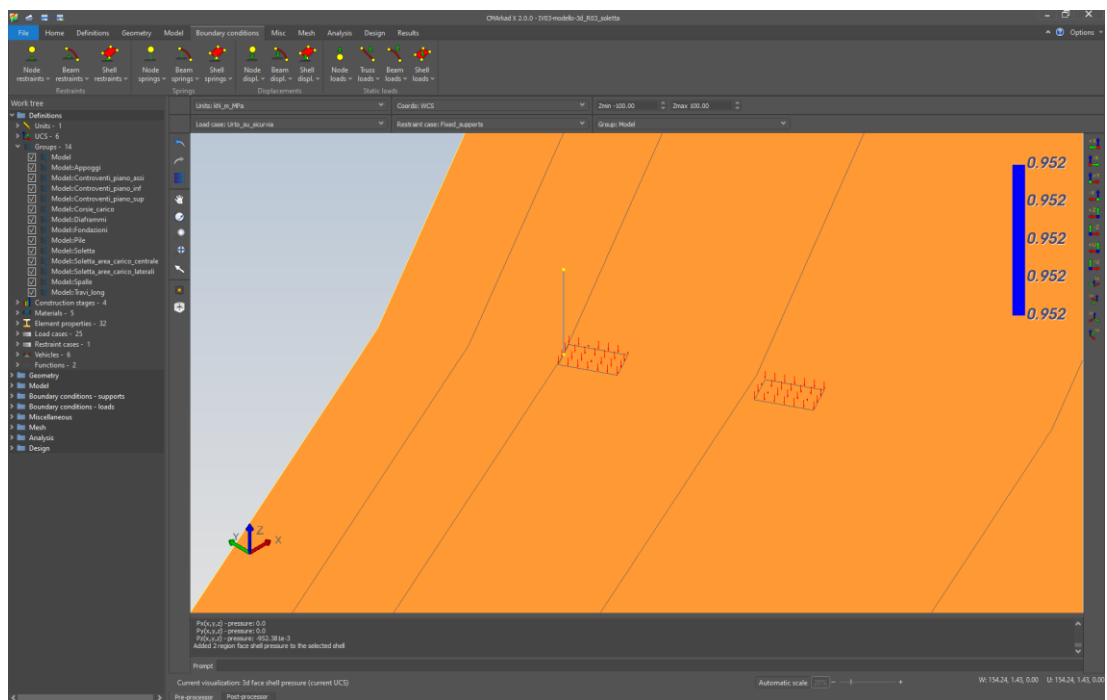 CMArkad X 2.0.0 - IV03-modello-3d_R03_soletta
File Home Definitions Geometry Model Boundary conditions Misc Mesh Analysis Design Results Options
Node restraints Beam restraints Shell restraints Node springs Beam springs Shell springs Node displ. Beam displ. Shell displ. Node loads Truss loads Beam loads Shell loads
Restraints Springs Displacements Static loads
Work tree
Units: kN_m_MPa Coords: WCS Zmin -100.00 Zmax 100.00
Load case: Urto_su_sicurvia Restraint case: Fixed_supports Group: Model
Definitions
Units - 1
UCS - 6
Groups - 14
Model
Model::Appoggi
Model::Controventi_piano_assi
Model::Controventi_piano_inf
Model::Controventi_piano_sup
Model::Corsie_carico
Model::Diaframmi
Model::Fondazioni
Model::Pile
Model::Soletta
Model::Soletta_area_carico_centrale
Model::Soletta_aree_carico_laterali
Model::Spalle
Model::Travi_long
Construction stages - 4
Materials - 5
Element properties - 32
Load cases - 25
Restraint cases - 1
Vehicles - 6
Functions - 2
Geometry
Model
Boundary conditions - supports
Boundary conditions - loads
Miscellaneous
Mesh
Analysis
Design
0.952
0.952
0.952
0.952
0.952
Z
Y
X
Px(x,y,z) - pressure: 0.0
Py(x,y,z) - pressure: 0.0
Pz(x,y,z) - pressure: -952.381e-3
Added 2 region face shell pressure to the selected shell
Prompt
Current visualization: 3d face shell pressure (current UCS) Automatic scale 20% W: 154.24, 1.43, 0.00 U: 154.24, 1.43, 0.00
Pre-processor Post-processor